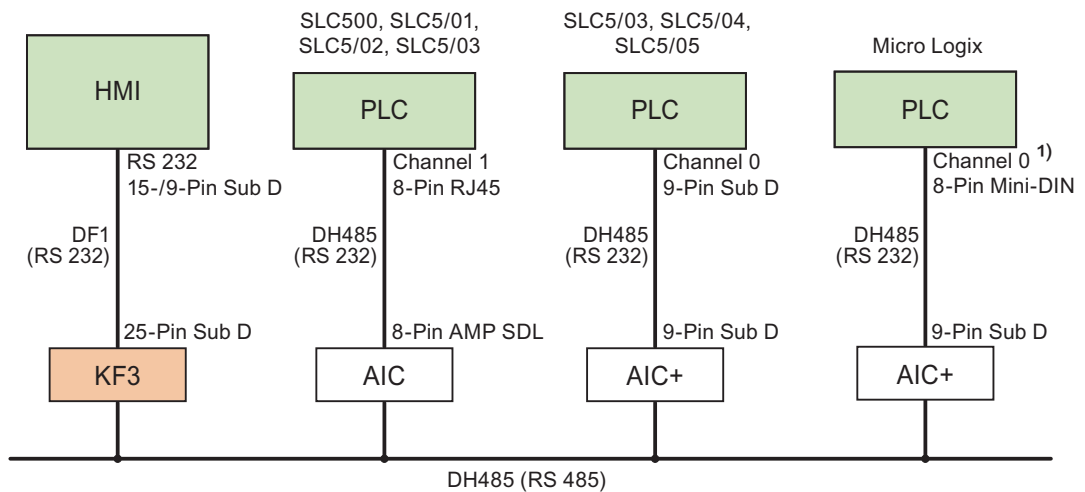 SLC500, SLC5/01,
SLC5/02, SLC5/03
SLC5/03, SLC5/04,
SLC5/05
Micro Logix
HMI
PLC
PLC
PLC
RS 232
15-/9-Pin Sub D
Channel 1
8-Pin RJ45
Channel 0
9-Pin Sub D
Channel 0 1)
8-Pin Mini-DIN
DF1
(RS 232)
DH485
(RS 232)
DH485
(RS 232)
DH485
(RS 232)
25-Pin Sub D
8-Pin AMP SDL
9-Pin Sub D
9-Pin Sub D
KF3
AIC
AIC+
AIC+
DH485 (RS 485)